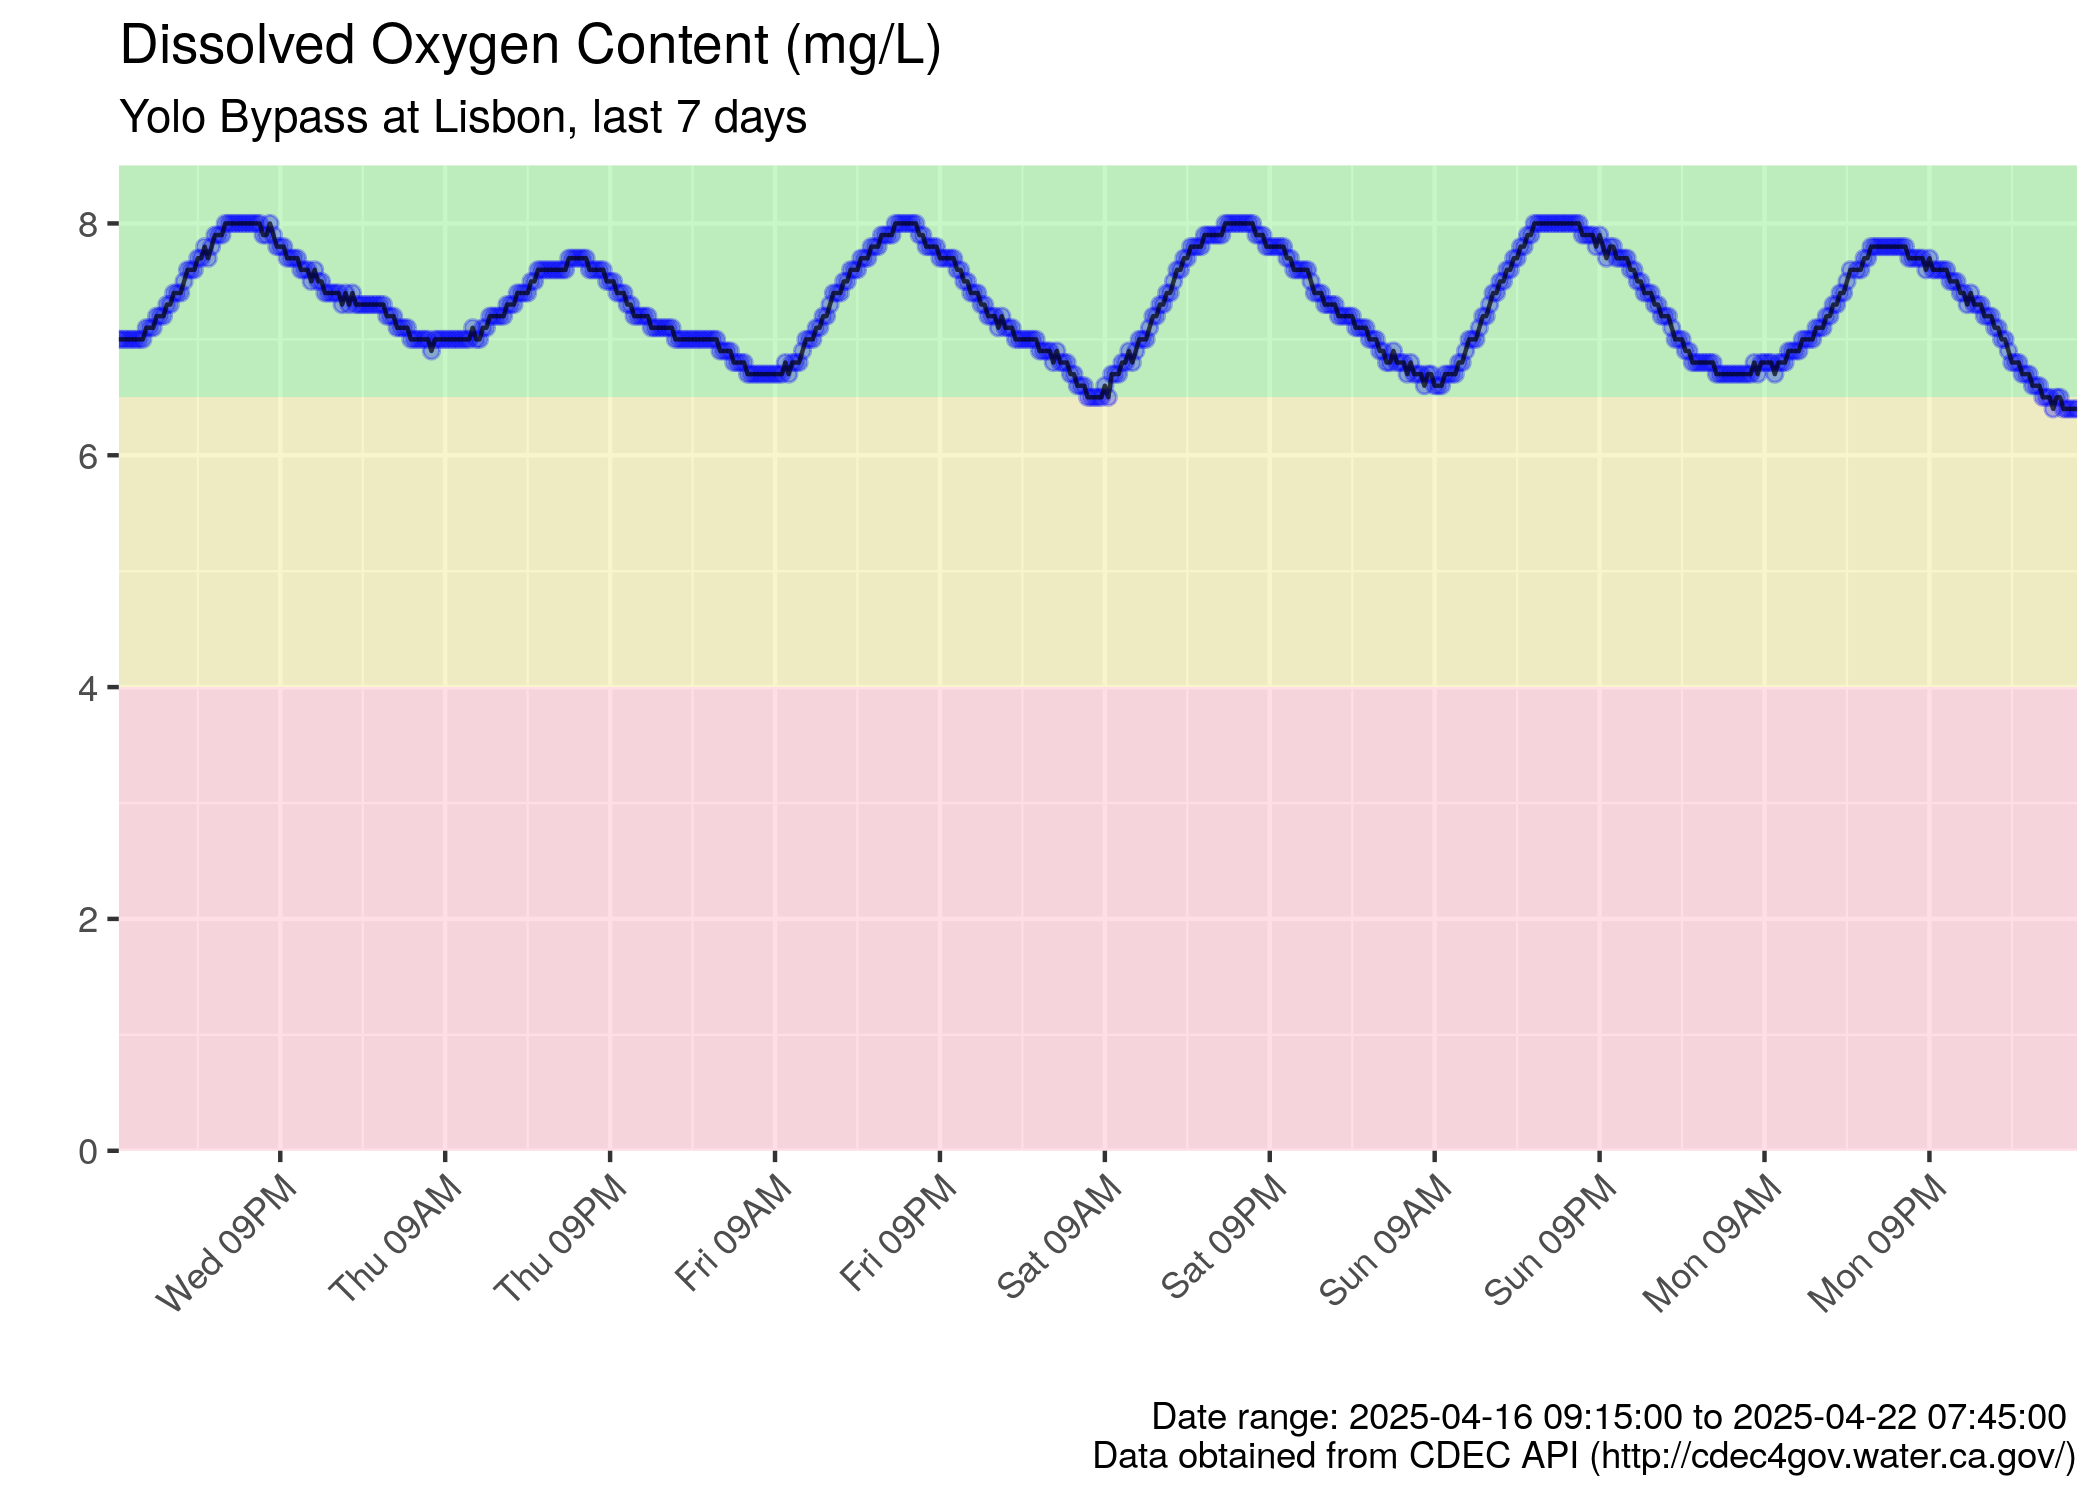 Dissolved Oxygen Content (mg/L)
Yolo Bypass at Lisbon, last 7 days
8
6
4
2
0
Wed 09PM
Thu 09AM
Thu 09PM
Fri 09AM
Fri 09PM
Sat 09AM
Sat 09PM
Sun 09AM
Sun 09PM
Mon 09AM
Mon 09PM
Date range: 2025-04-16 09:15:00 to 2025-04-22 07:45:00
Data obtained from CDEC API (http://cdec4gov.water.ca.gov/)